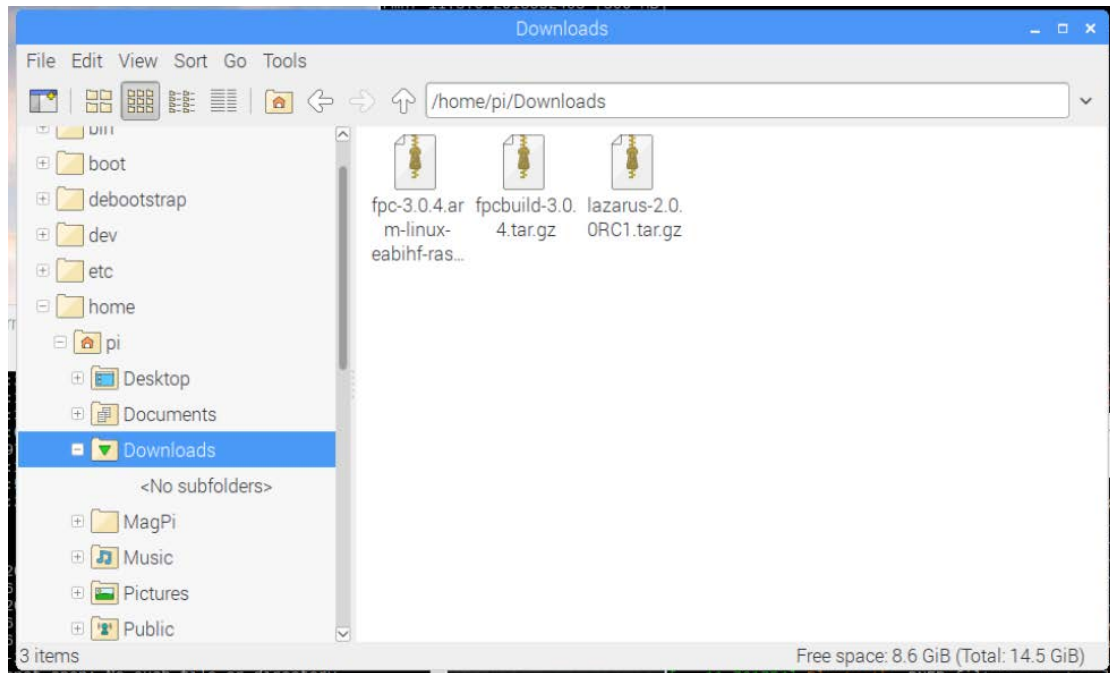 Downloads
File Edit View Sort Go Tools
/home/pi/Downloads
bin
boot
debootstrap
dev
etc
home
pi
Desktop
Documents
Downloads
<No subfolders>
MagPi
Music
Pictures
Public
fpc-3.0.4.ar
m-linux-
eabihf-ras...
fpcbuild-3.0.
4.tar.gz
lazarus-2.0.
0RC1.tar.gz
3 items
Free space: 8.6 GiB (Total: 14.5 GiB)